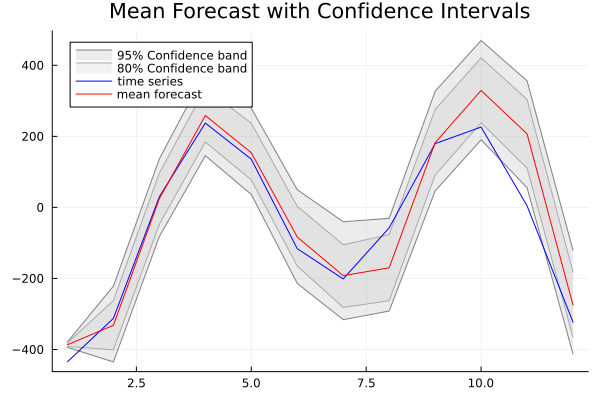 Mean Forecast with Confidence Intervals
95% Confidence band
80% Confidence band
time series
mean forecast
400
200
0
−200
−400
2.5 5.0 7.5 10.0